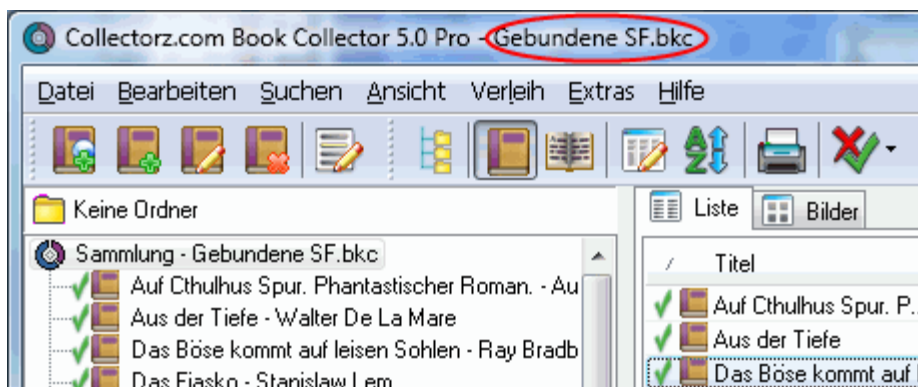 Collectorz.com Book Collector 5.0 Pro - Gebundene SF.bkc
Datei Bearbeiten Suchen Ansicht Verleih Extras Hilfe
Keine Ordner
Liste Bilder
Sammlung - Gebundene SF.bkc
Auf Cthulhus Spur. Phantastischer Roman. - Au
Aus der Tiefe - Walter De La Mare
Das Böse kommt auf leisen Sohlen - Ray Bradb
Das Fiasko - Stanislaw Lem
/ Titel
Auf Cthulhus Spur. P...
Aus der Tiefe
Das Böse kommt auf